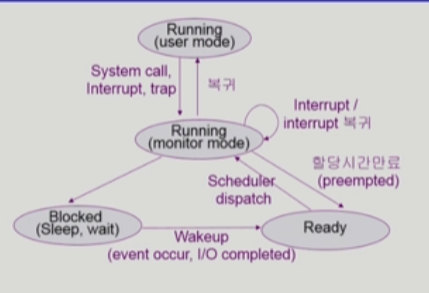 Running
(user mode)
System call,
Interrupt, trap
복귀
Interrupt /
interrupt 복귀
Running
(monitor mode)
할당시간만료
(preempted)
Scheduler
dispatch
Blocked
(Sleep, wait)
Ready
Wakeup
(event occur, I/O completed)